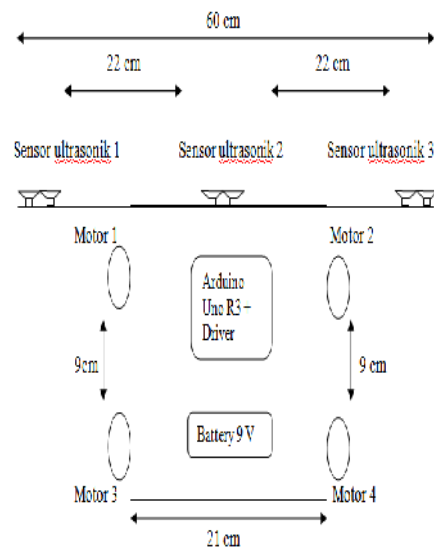 60 cm
22 cm 22 cm
Sensor ultrasonik 1 Sensor ultrasonik 2 Sensor ultrasonik 3
Motor 1 Motor 2
Arduino
Uno R3 +
Driver
9cm 9 cm
Battery 9 V
Motor 3 Motor 4
21 cm